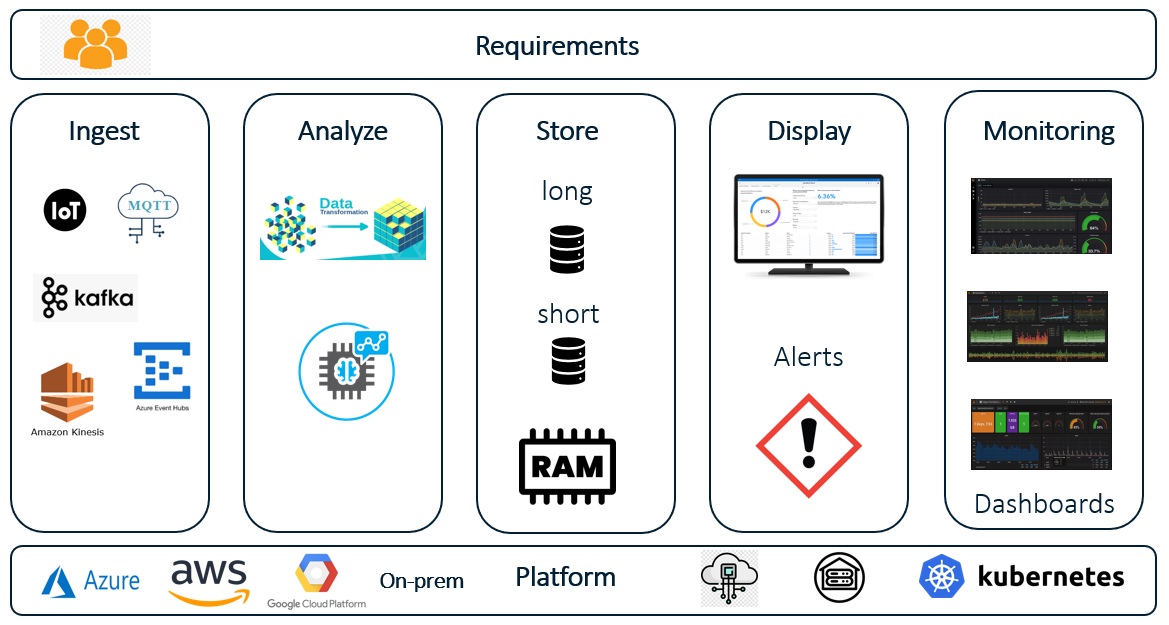 Requirements
Ingest
IoT
MQTT
kafka
Azure Event Hubs
Amazon Kinesis
Analyze
Data
Transformation
Store
long
short
RAM
Display
6.36%
Alerts
Monitoring
Dashboards
Azure
aws
Google Cloud Platform
On-prem
Platform
kubernetes